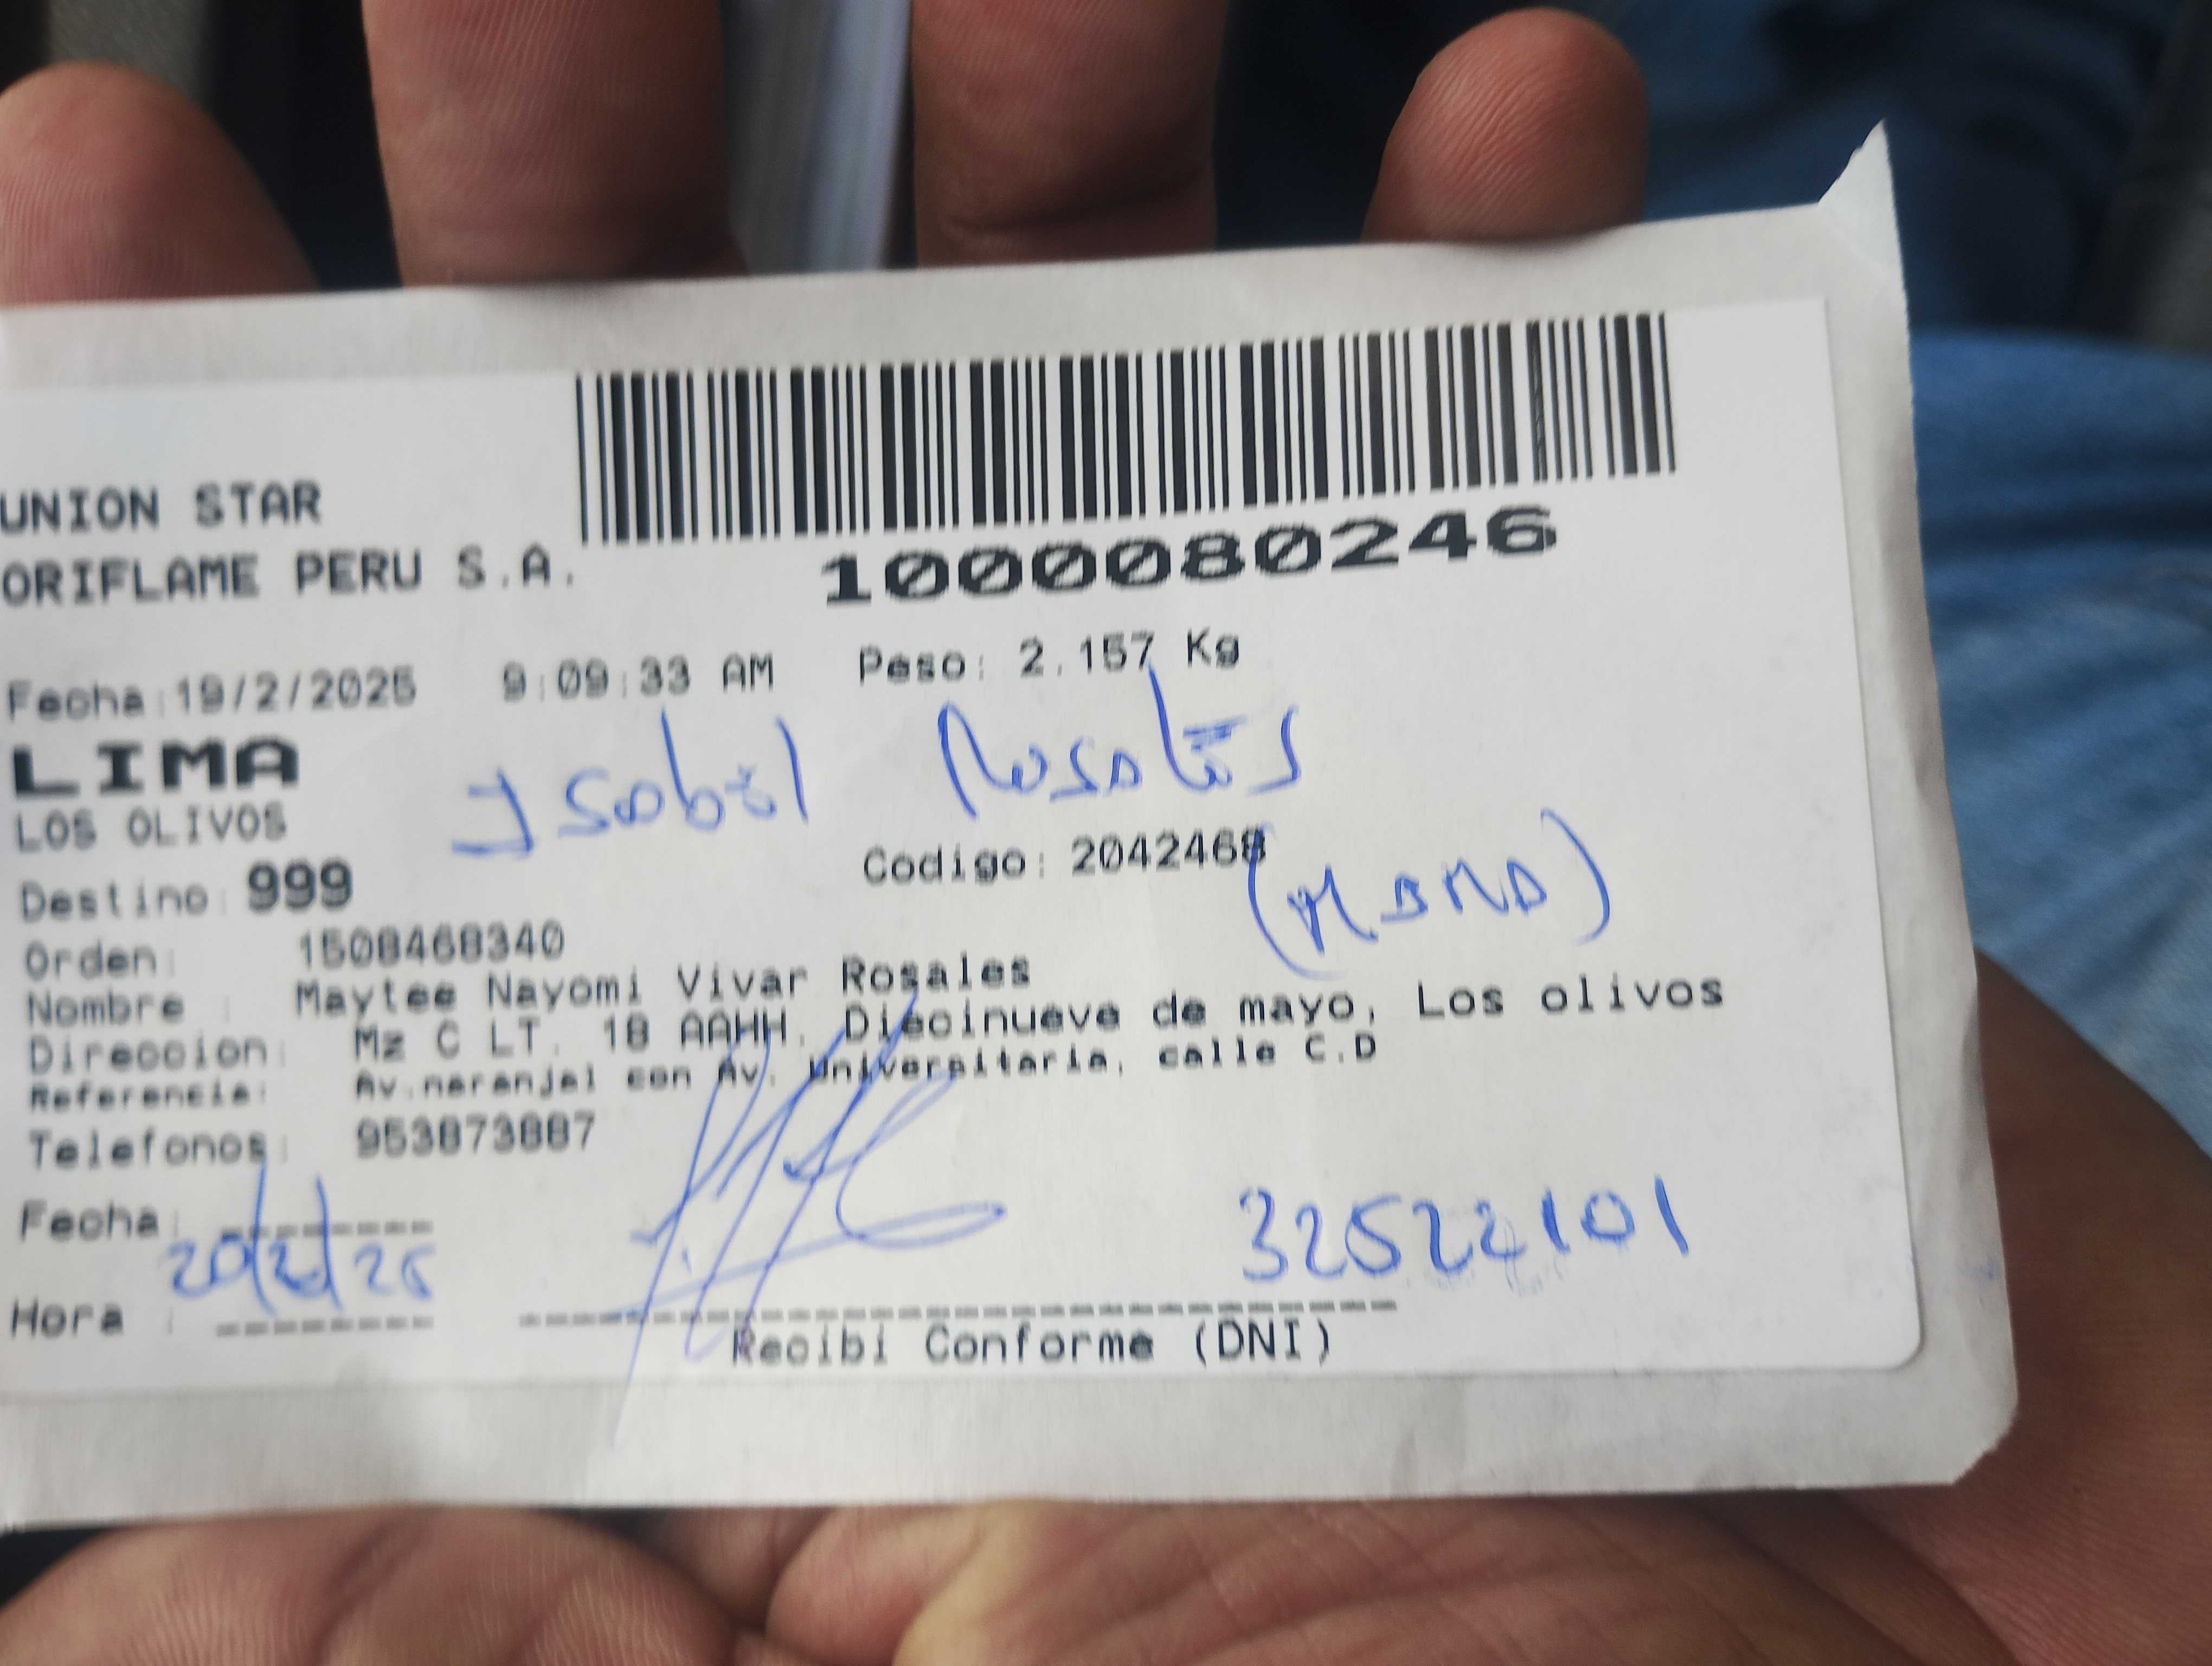 UNION STAR
ORIFLAME PERU S.A.
1000080246
Fecha:19/2/2025 9:09:33 AM Peso: 2.157 Kg
LIMA
Isabel Rosales
LOS OLIVOS
Codigo: 2042468
(MAMA)
Destino: 999
Orden: 1508468340
Nombre : Maytee Nayomi Vivar Rosales
Direccion: Mz C LT. 18 AAHH. Diecinueve de mayo, Los olivos
Referencia: Av.naranjal con Av. Universitaria, calle C.D
Telefonos: 953873887
Fecha:
20/2/25
32522101
Hora :
Recibi Conforme (DNI)